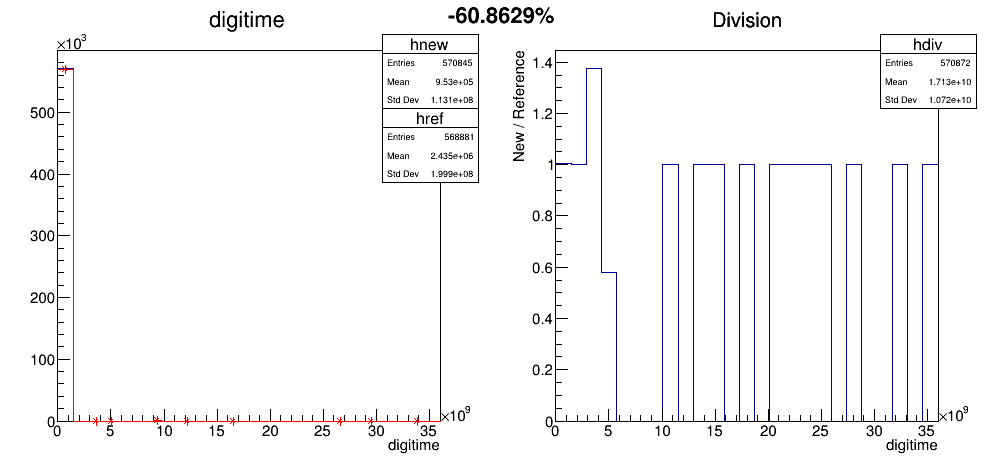 -60.8629%
digitime
hnew
Entries 570845
Mean 9.53e+05
Std Dev 1.131e+08
href
Entries 568881
Mean 2.435e+06
Std Dev 1.999e+08
×10³
500
400
300
200
100
0
0 5 10 15 20 25 30 35
×10⁹
digitime
Division
hdiv
Entries 570872
Mean 1.713e+10
Std Dev 1.072e+10
New / Reference
1.4
1.2
1
0.8
0.6
0.4
0.2
0
0 5 10 15 20 25 30 35
×10⁹
digitime